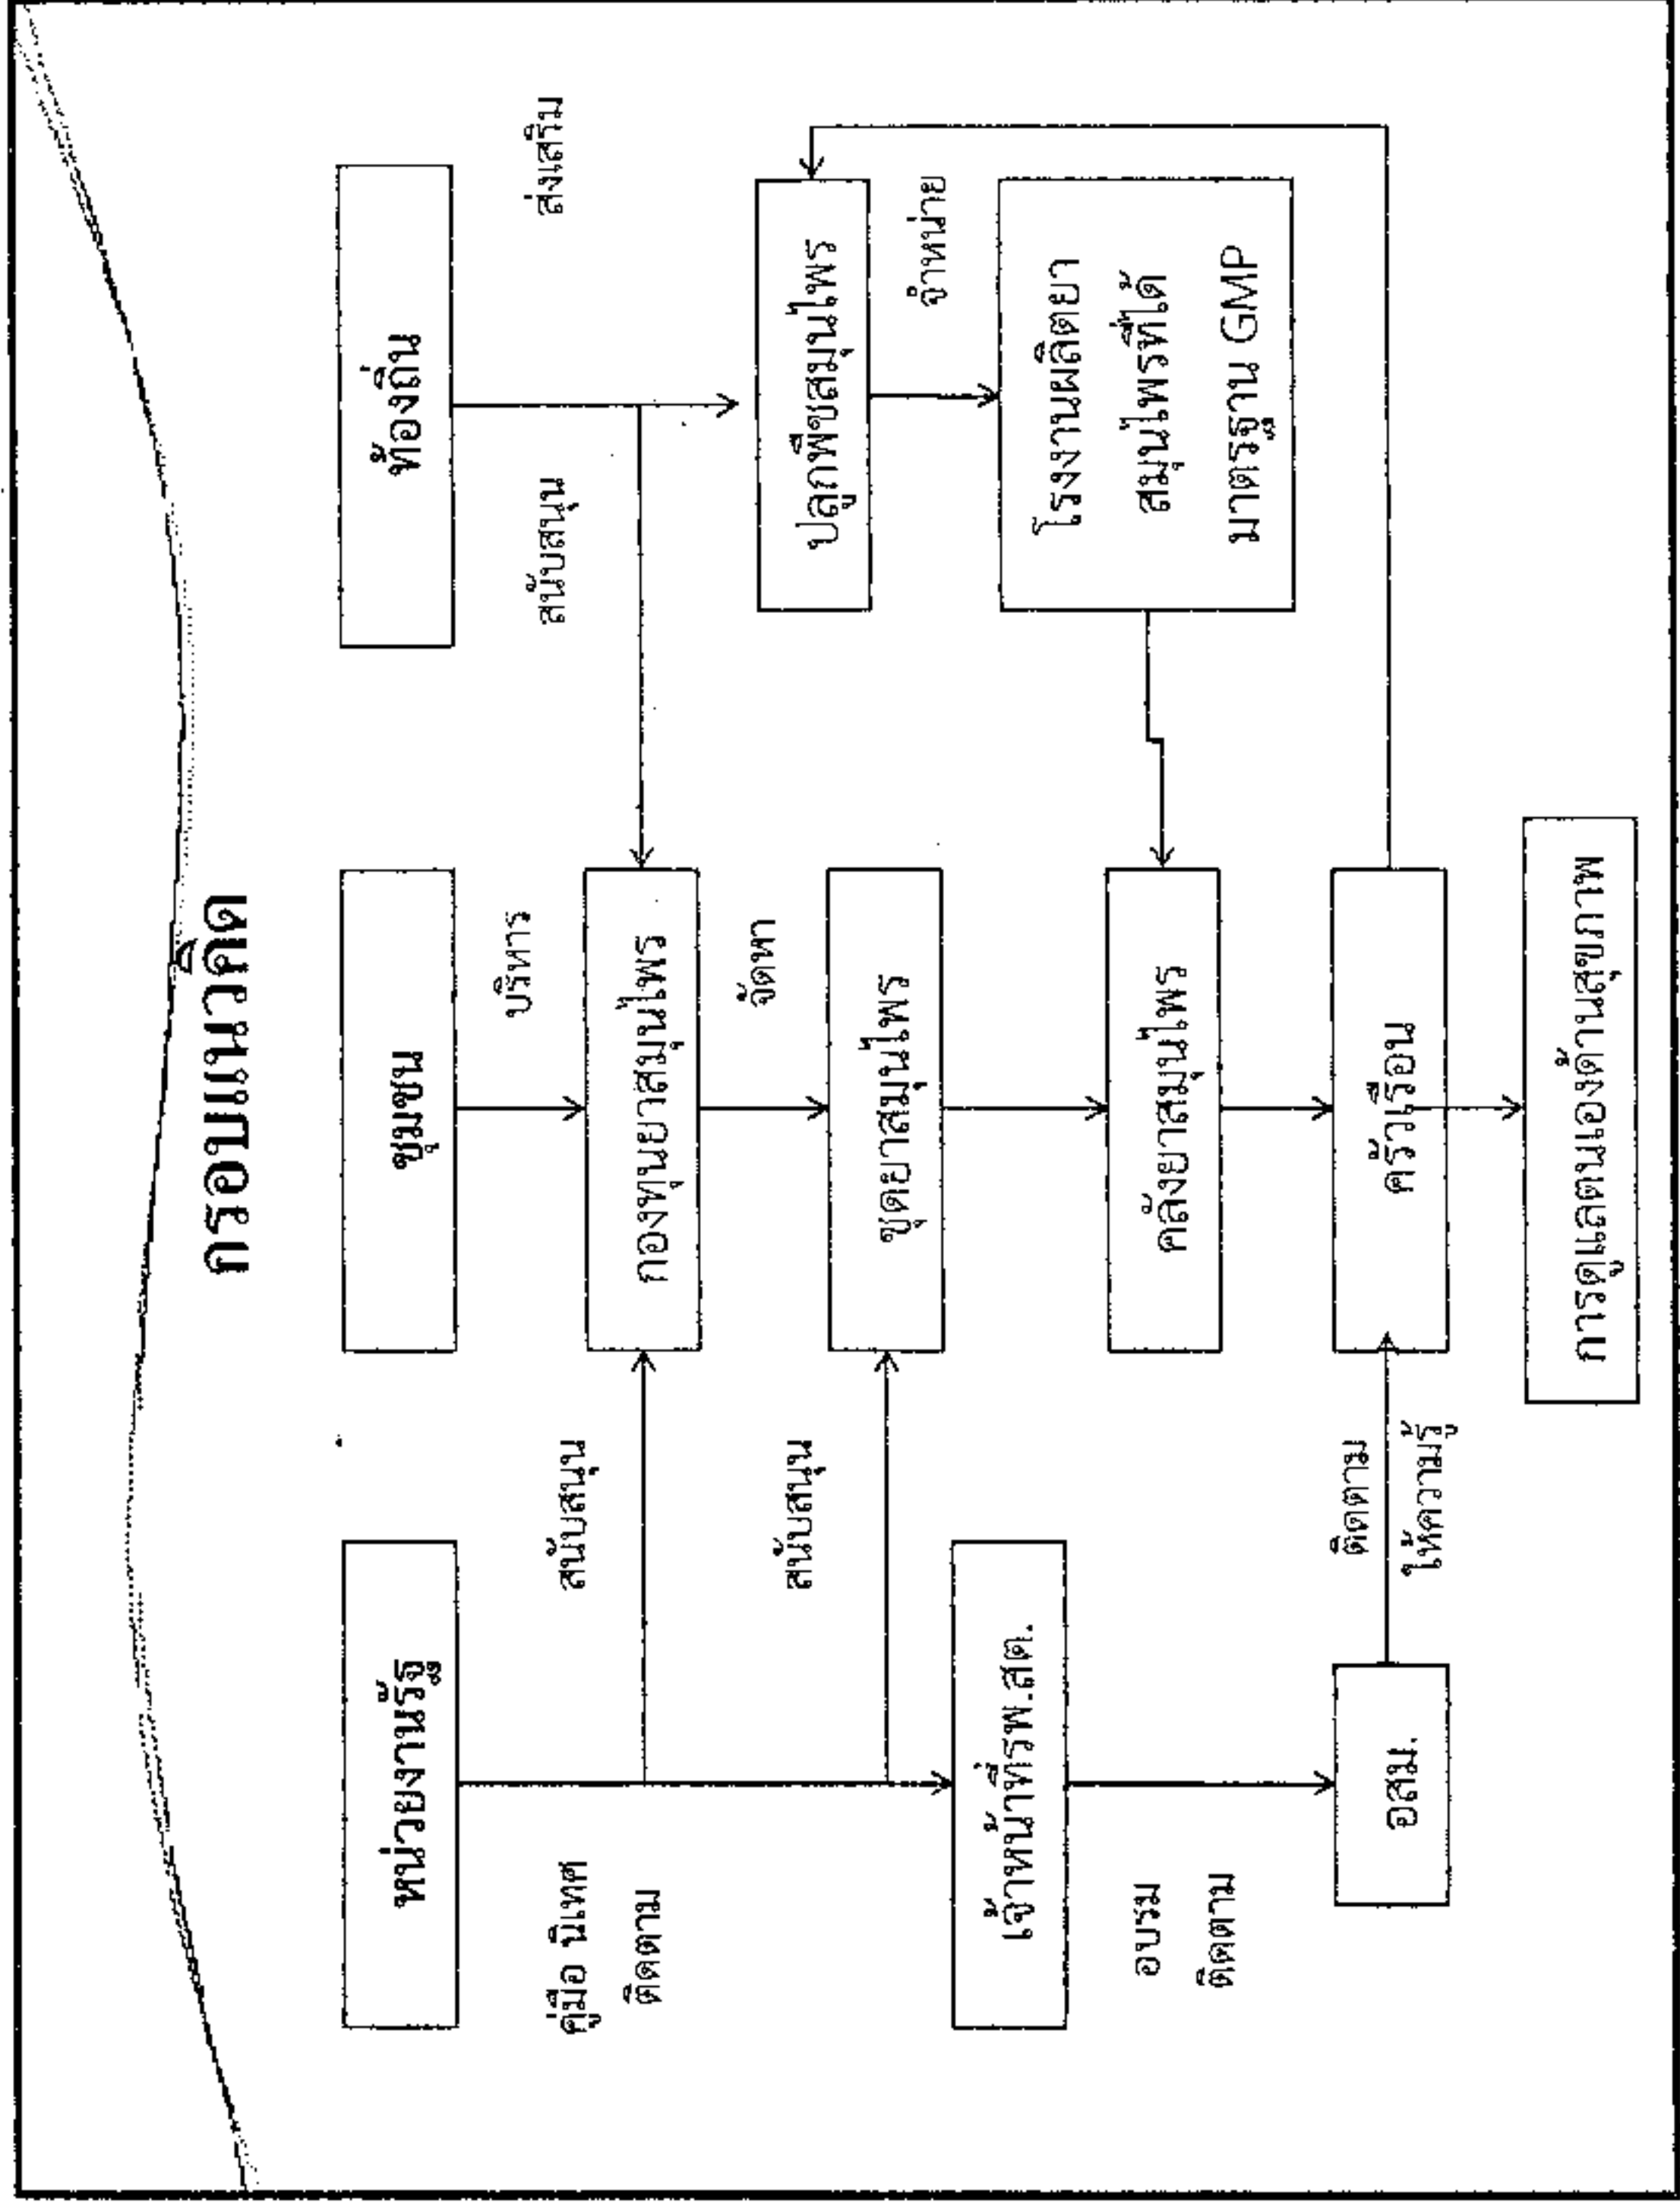 กรอบแนวคิด
หน่วยงานรัฐ
ชุมชน
ท้องถิ่น
คู่มือ นิเทศ
ติดตาม
สนับสนุน
บริหาร
สนับสนุน
ส่งเสริม
กองทุนยาสมุนไพร
จัดหา
สนับสนุน
ปลูกพืชสมุนไพร
ชุดยาสมุนไพร
จำหน่าย
เจ้าหน้าที่รพ.สต.
โรงงานผลิตยา
สมุนไพรที่ได้
มาตรฐาน GMP
อบรม
ติดตาม
คลังยาสมุนไพร
ติดตาม
ให้ความรู้
อสม.
ครัวเรือน
การดูแลตนเองด้านสุขภาพ